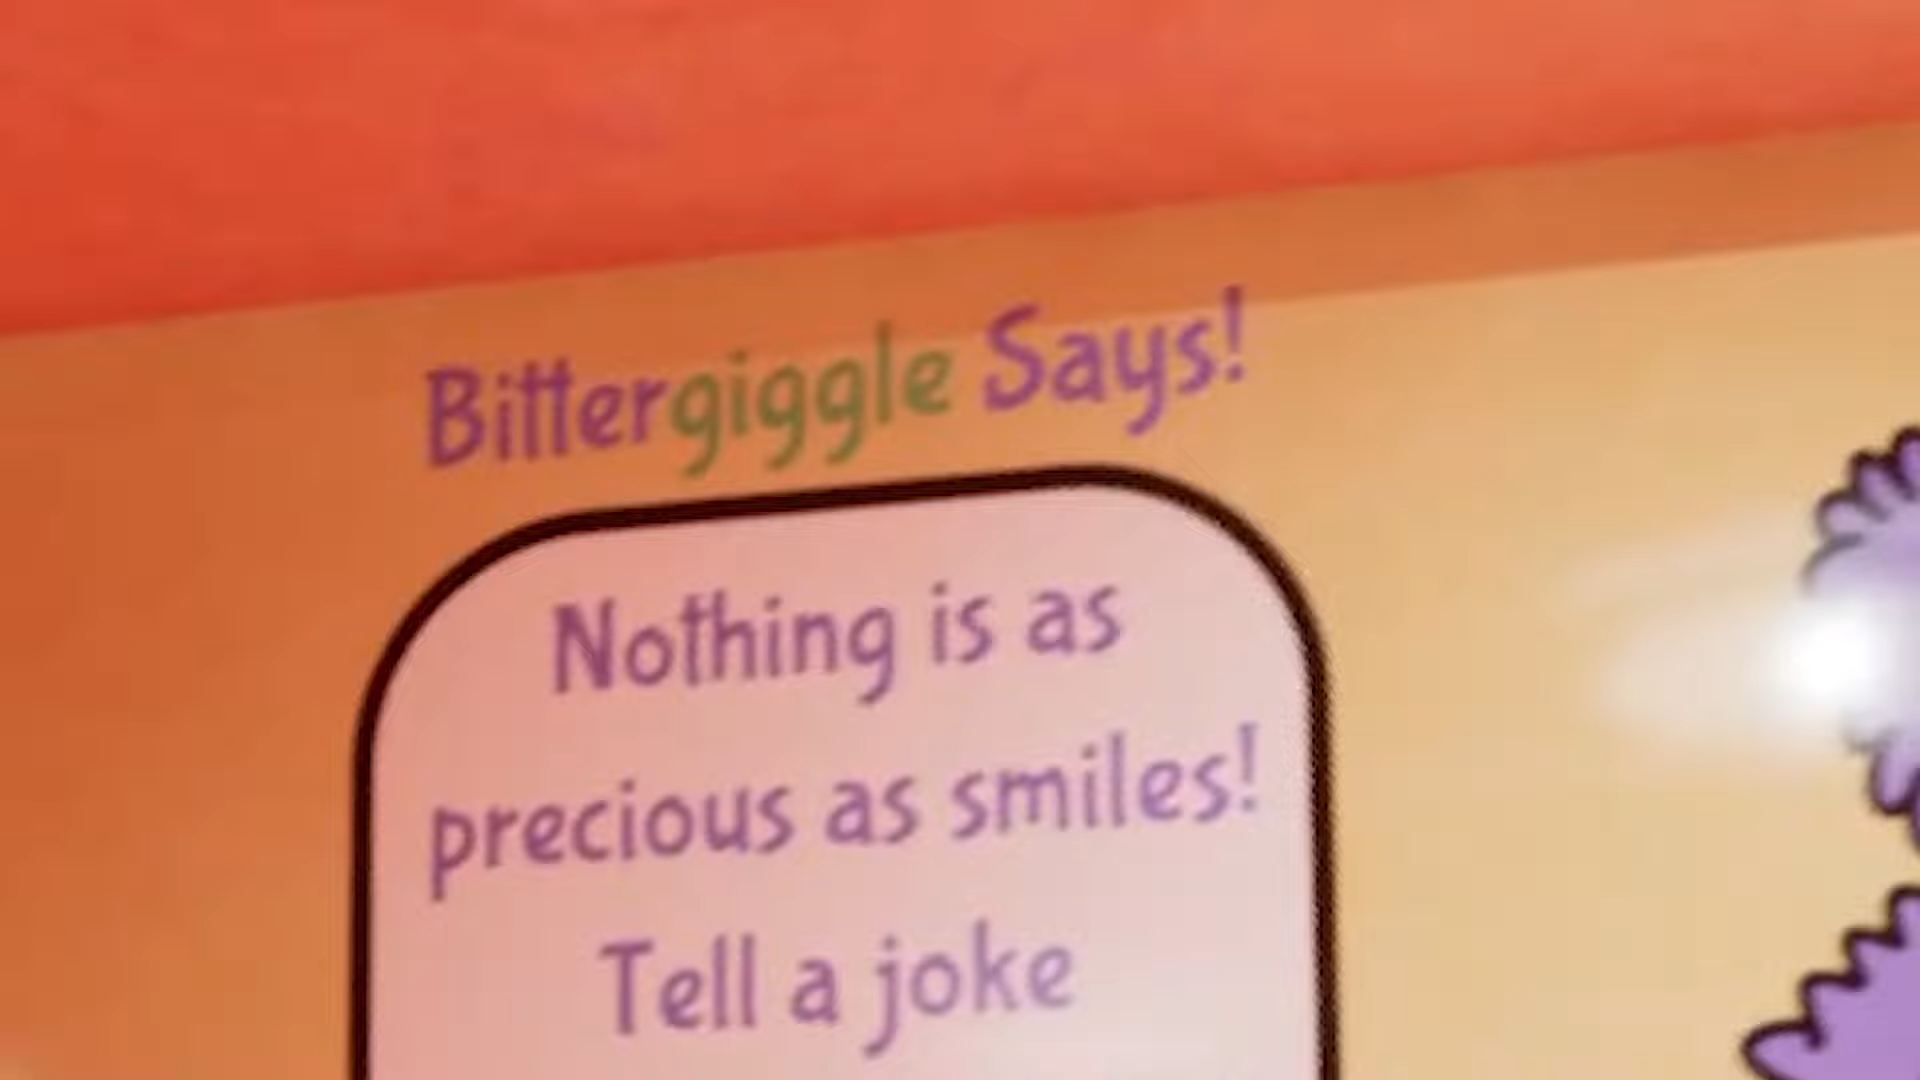 Bittergiggle Says!
Nothing is as
precious as smiles!
Tell a joke